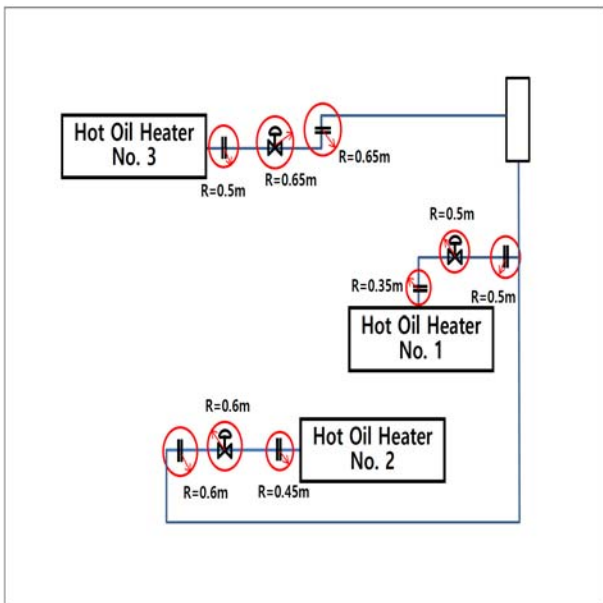 Hot Oil Heater
No. 3
R=0.5m
R=0.65m
R=0.65m
R=0.5m
R=0.35m
R=0.5m
Hot Oil Heater
No. 1
R=0.6m
R=0.6m
R=0.45m
Hot Oil Heater
No. 2